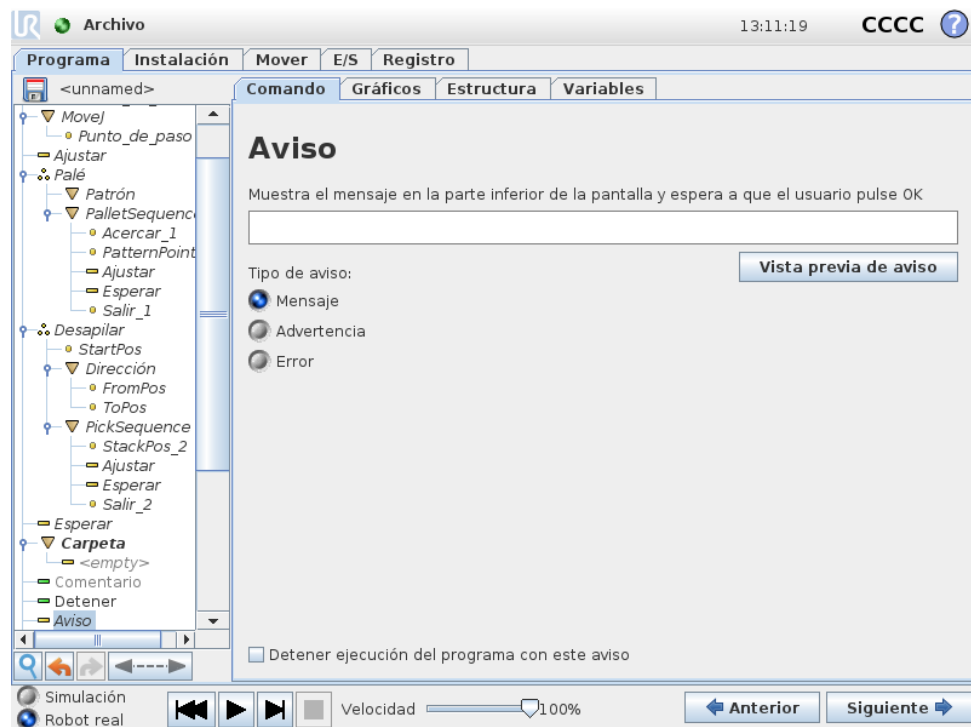 UR Archivo 13:11:19 CCCC ?
Programa Instalación Mover E/S Registro
<unnamed> Comando Gráficos Estructura Variables
MoveJ
Punto_de_paso
Ajustar
Palé
Patrón
PalletSequenc
Acercar_1
PatternPoint
Ajustar
Esperar
Salir_1
Desapilar
StartPos
Dirección
FromPos
ToPos
PickSequence
StackPos_2
Ajustar
Esperar
Salir_2
Esperar
Carpeta
<empty>
Comentario
Detener
Aviso
Aviso
Muestra el mensaje en la parte inferior de la pantalla y espera a que el usuario pulse OK
Vista previa de aviso
Tipo de aviso:
Mensaje
Advertencia
Error
Detener ejecución del programa con este aviso
Simulación
Robot real
Velocidad 100%
Anterior Siguiente